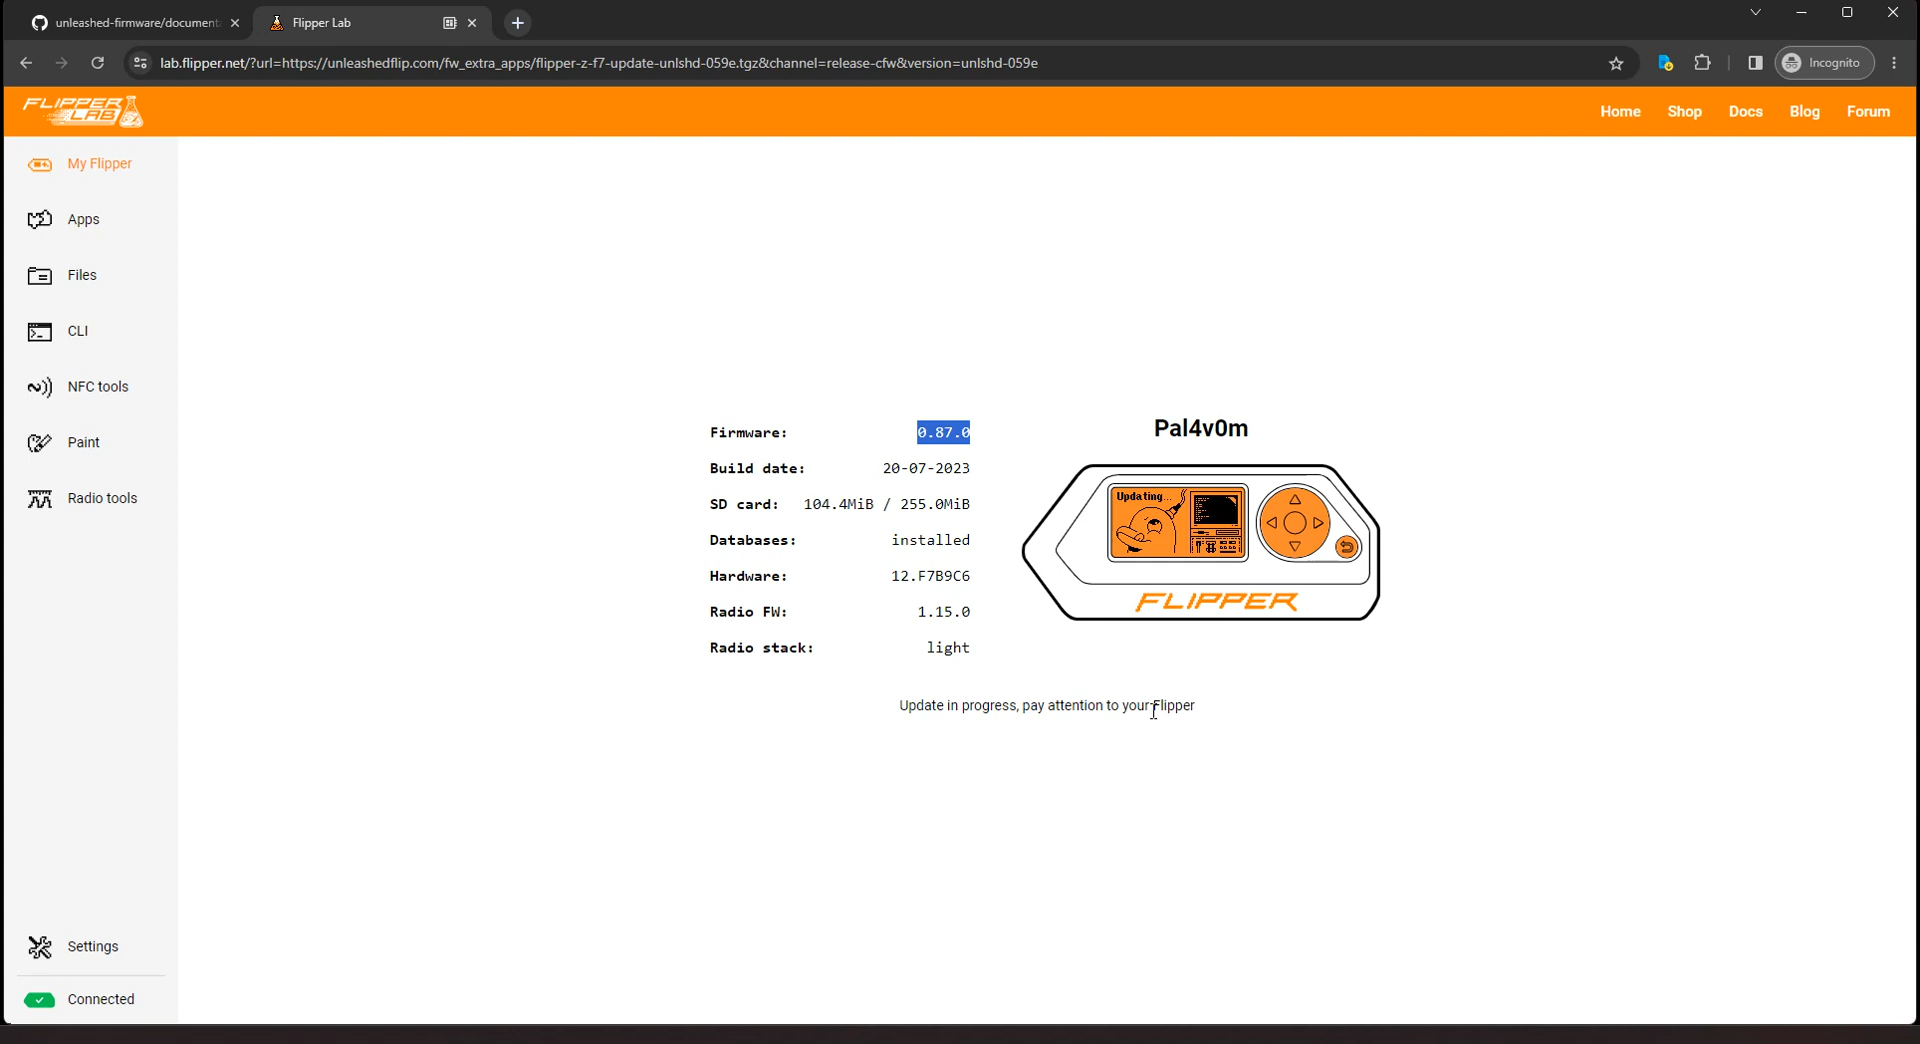 unleashed-firmware/document
Flipper Lab
lab.flipper.net/?url=https://unleashedflip.com/fw_extra_apps/flipper-z-f7-update-unlshd-059e.tgz&channel=release-cfw&version=unlshd-059e
Incognito
FLIPPER LAB
Home Shop Docs Blog Forum
My Flipper
Apps
Files
CLI
NFC tools
Paint
Radio tools
Settings
Connected
Firmware: 0.87.0
Build date: 20-07-2023
SD card: 104.4MiB / 255.0MiB
Databases: installed
Hardware: 12.F7B9C6
Radio FW: 1.15.0
Radio stack: light
Pal4v0m
Updating...
FLIPPER
Update in progress, pay attention to your Flipper